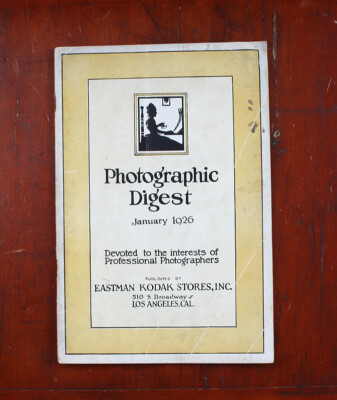 Photographic
Digest
January 1926
Devoted to the interests of
Professional Photographers
PUBLISHED BY
EASTMAN KODAK STORES, INC.
510 S. Broadway
LOS ANGELES, CAL.